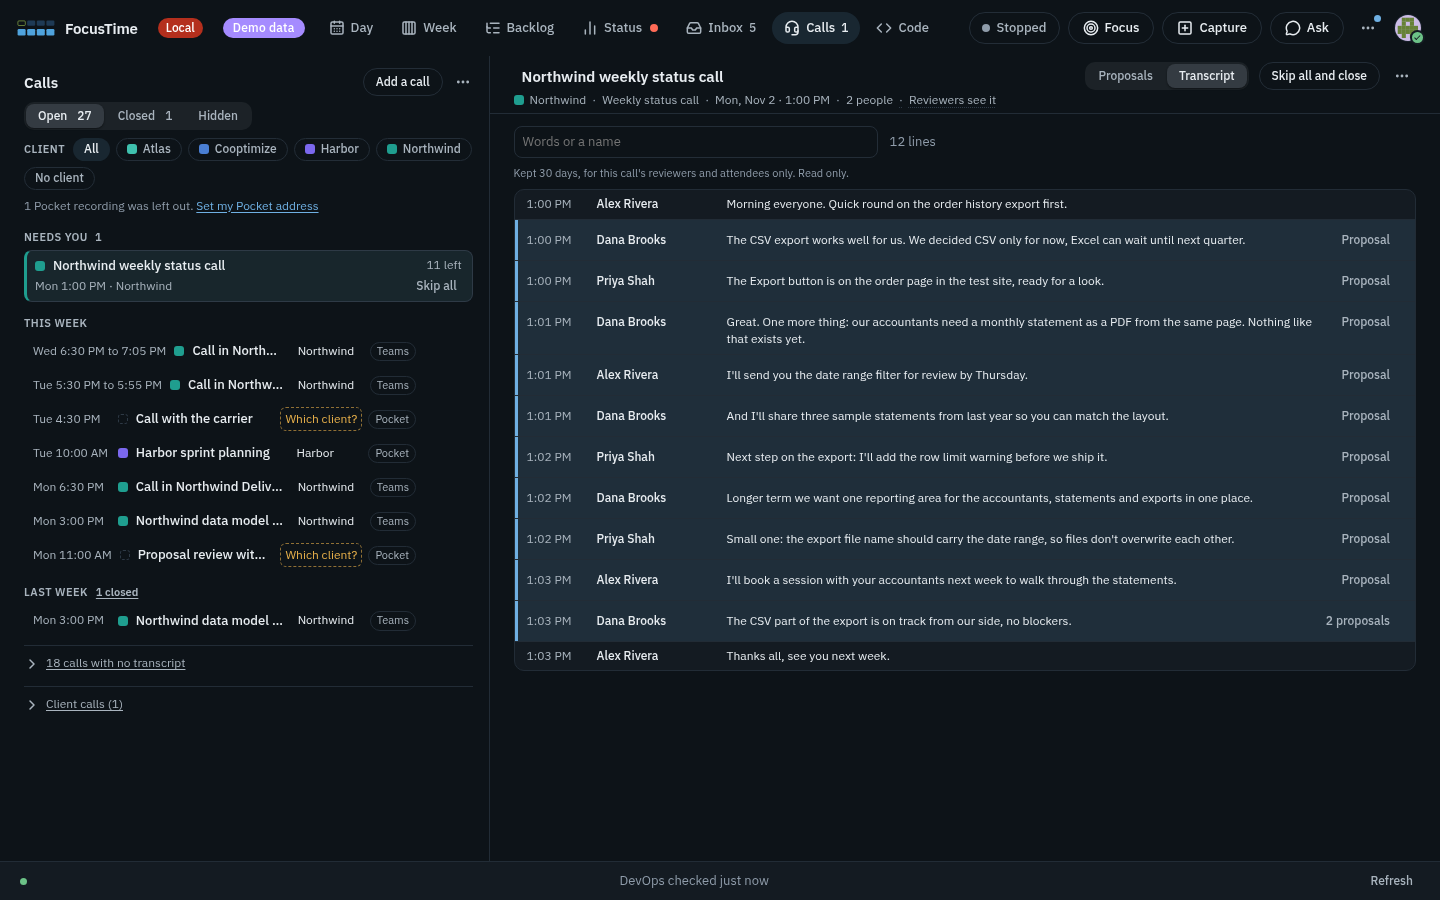 FocusTime
Local
Demo data
Day
Week
Backlog
Status
Inbox 5
Calls 1
Code
Stopped
Focus
Capture
Ask
Calls
Add a call
Open 27
Closed 1
Hidden
CLIENT
All
Atlas
Cooptimize
Harbor
Northwind
No client
1 Pocket recording was left out. Set my Pocket address
NEEDS YOU 1
Northwind weekly status call
11 left
Mon 1:00 PM · Northwind
Skip all
THIS WEEK
Wed 6:30 PM to 7:05 PM Call in North... Northwind Teams
Tue 5:30 PM to 5:55 PM Call in Northw... Northwind Teams
Tue 4:30 PM Call with the carrier Which client? Pocket
Tue 10:00 AM Harbor sprint planning Harbor Pocket
Mon 6:30 PM Call in Northwind Deliv... Northwind Teams
Mon 3:00 PM Northwind data model ... Northwind Teams
Mon 11:00 AM Proposal review wit... Which client? Pocket
LAST WEEK 1 closed
Mon 3:00 PM Northwind data model ... Northwind Teams
18 calls with no transcript
Client calls (1)
Northwind weekly status call
Proposals
Transcript
Skip all and close
Northwind · Weekly status call · Mon, Nov 2 · 1:00 PM · 2 people · Reviewers see it
Words or a name
12 lines
Kept 30 days, for this call's reviewers and attendees only. Read only.
1:00 PM Alex Rivera Morning everyone. Quick round on the order history export first.
1:00 PM Dana Brooks The CSV export works well for us. We decided CSV only for now, Excel can wait until next quarter. Proposal
1:00 PM Priya Shah The Export button is on the order page in the test site, ready for a look. Proposal
1:01 PM Dana Brooks Great. One more thing: our accountants need a monthly statement as a PDF from the same page. Nothing like Proposal
that exists yet.
1:01 PM Alex Rivera I'll send you the date range filter for review by Thursday. Proposal
1:01 PM Dana Brooks And I'll share three sample statements from last year so you can match the layout. Proposal
1:02 PM Priya Shah Next step on the export: I'll add the row limit warning before we ship it. Proposal
1:02 PM Dana Brooks Longer term we want one reporting area for the accountants, statements and exports in one place. Proposal
1:02 PM Priya Shah Small one: the export file name should carry the date range, so files don't overwrite each other. Proposal
1:03 PM Alex Rivera I'll book a session with your accountants next week to walk through the statements. Proposal
1:03 PM Dana Brooks The CSV part of the export is on track from our side, no blockers. 2 proposals
1:03 PM Alex Rivera Thanks all, see you next week.
DevOps checked just now
Refresh